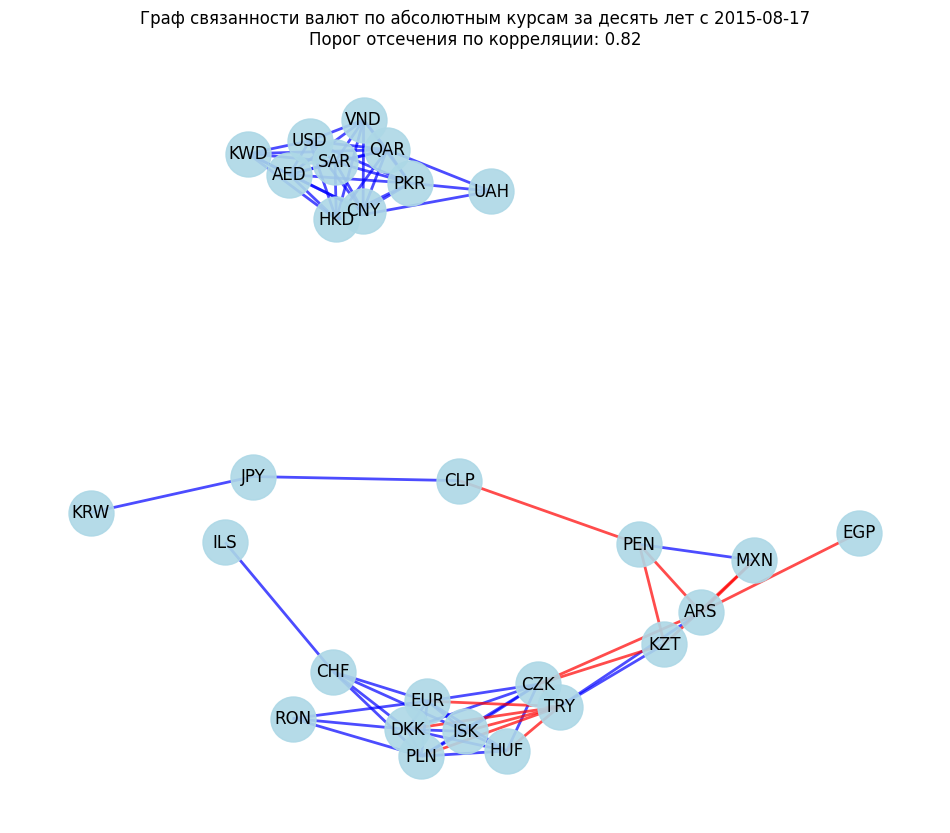 Граф связанности валют по абсолютным курсам за десять лет с 2015-08-17
Порог отсечения по корреляции: 0.82
VND
USD
QAR
KWD
SAR
AED
PKR
UAH
CNY
HKD
JPY
CLP
KRW
EGP
ILS
PEN
MXN
ARS
KZT
CHF
CZK
EUR
TRY
RON
DKK
ISK
HUF
PLN